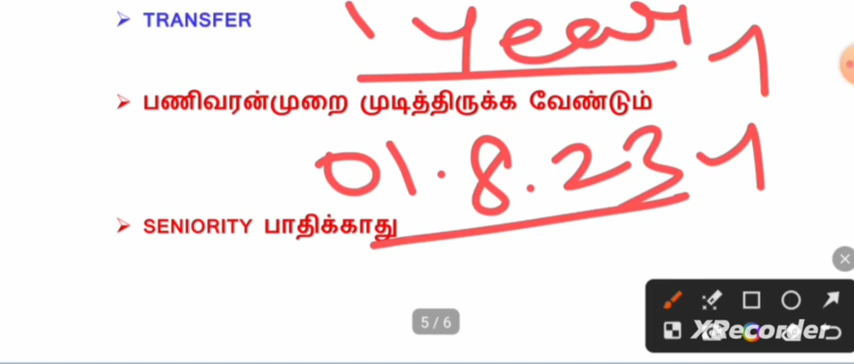 ➢ TRANSFER
1 year
➢ பணிவரன்முறை முடித்திருக்க வேண்டும்
01.8.23
➢ SENIORITY பாதிக்காது
5 / 6
XRecorder